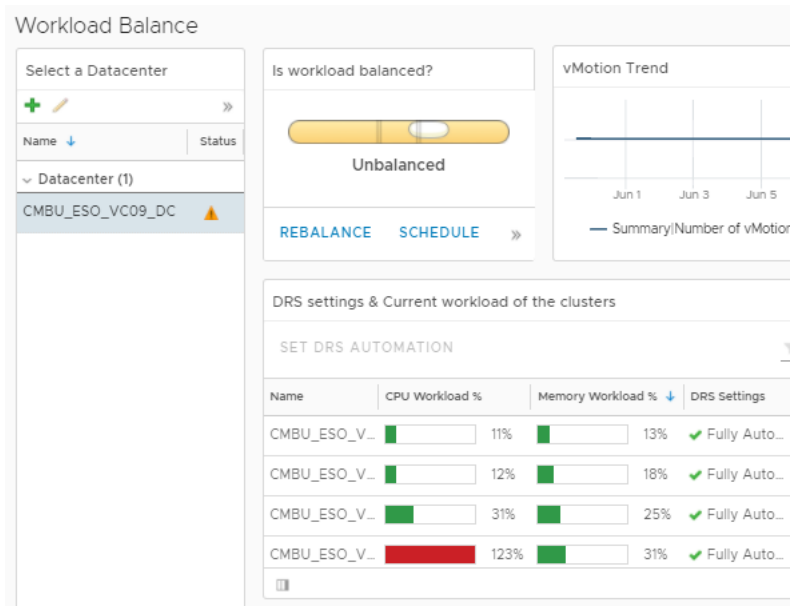 Workload Balance
Select a Datacenter
Name
Status
Datacenter (1)
CMBU_ESO_VC09_DC
Is workload balanced?
Unbalanced
REBALANCE SCHEDULE
vMotion Trend
Jun 1 Jun 3 Jun 5
Summary|Number of vMotion
DRS settings & Current workload of the clusters
SET DRS AUTOMATION
Name CPU Workload % Memory Workload % DRS Settings
CMBU_ESO_V... 11% 13% Fully Auto...
CMBU_ESO_V... 12% 18% Fully Auto...
CMBU_ESO_V... 31% 25% Fully Auto...
CMBU_ESO_V... 123% 31% Fully Auto...